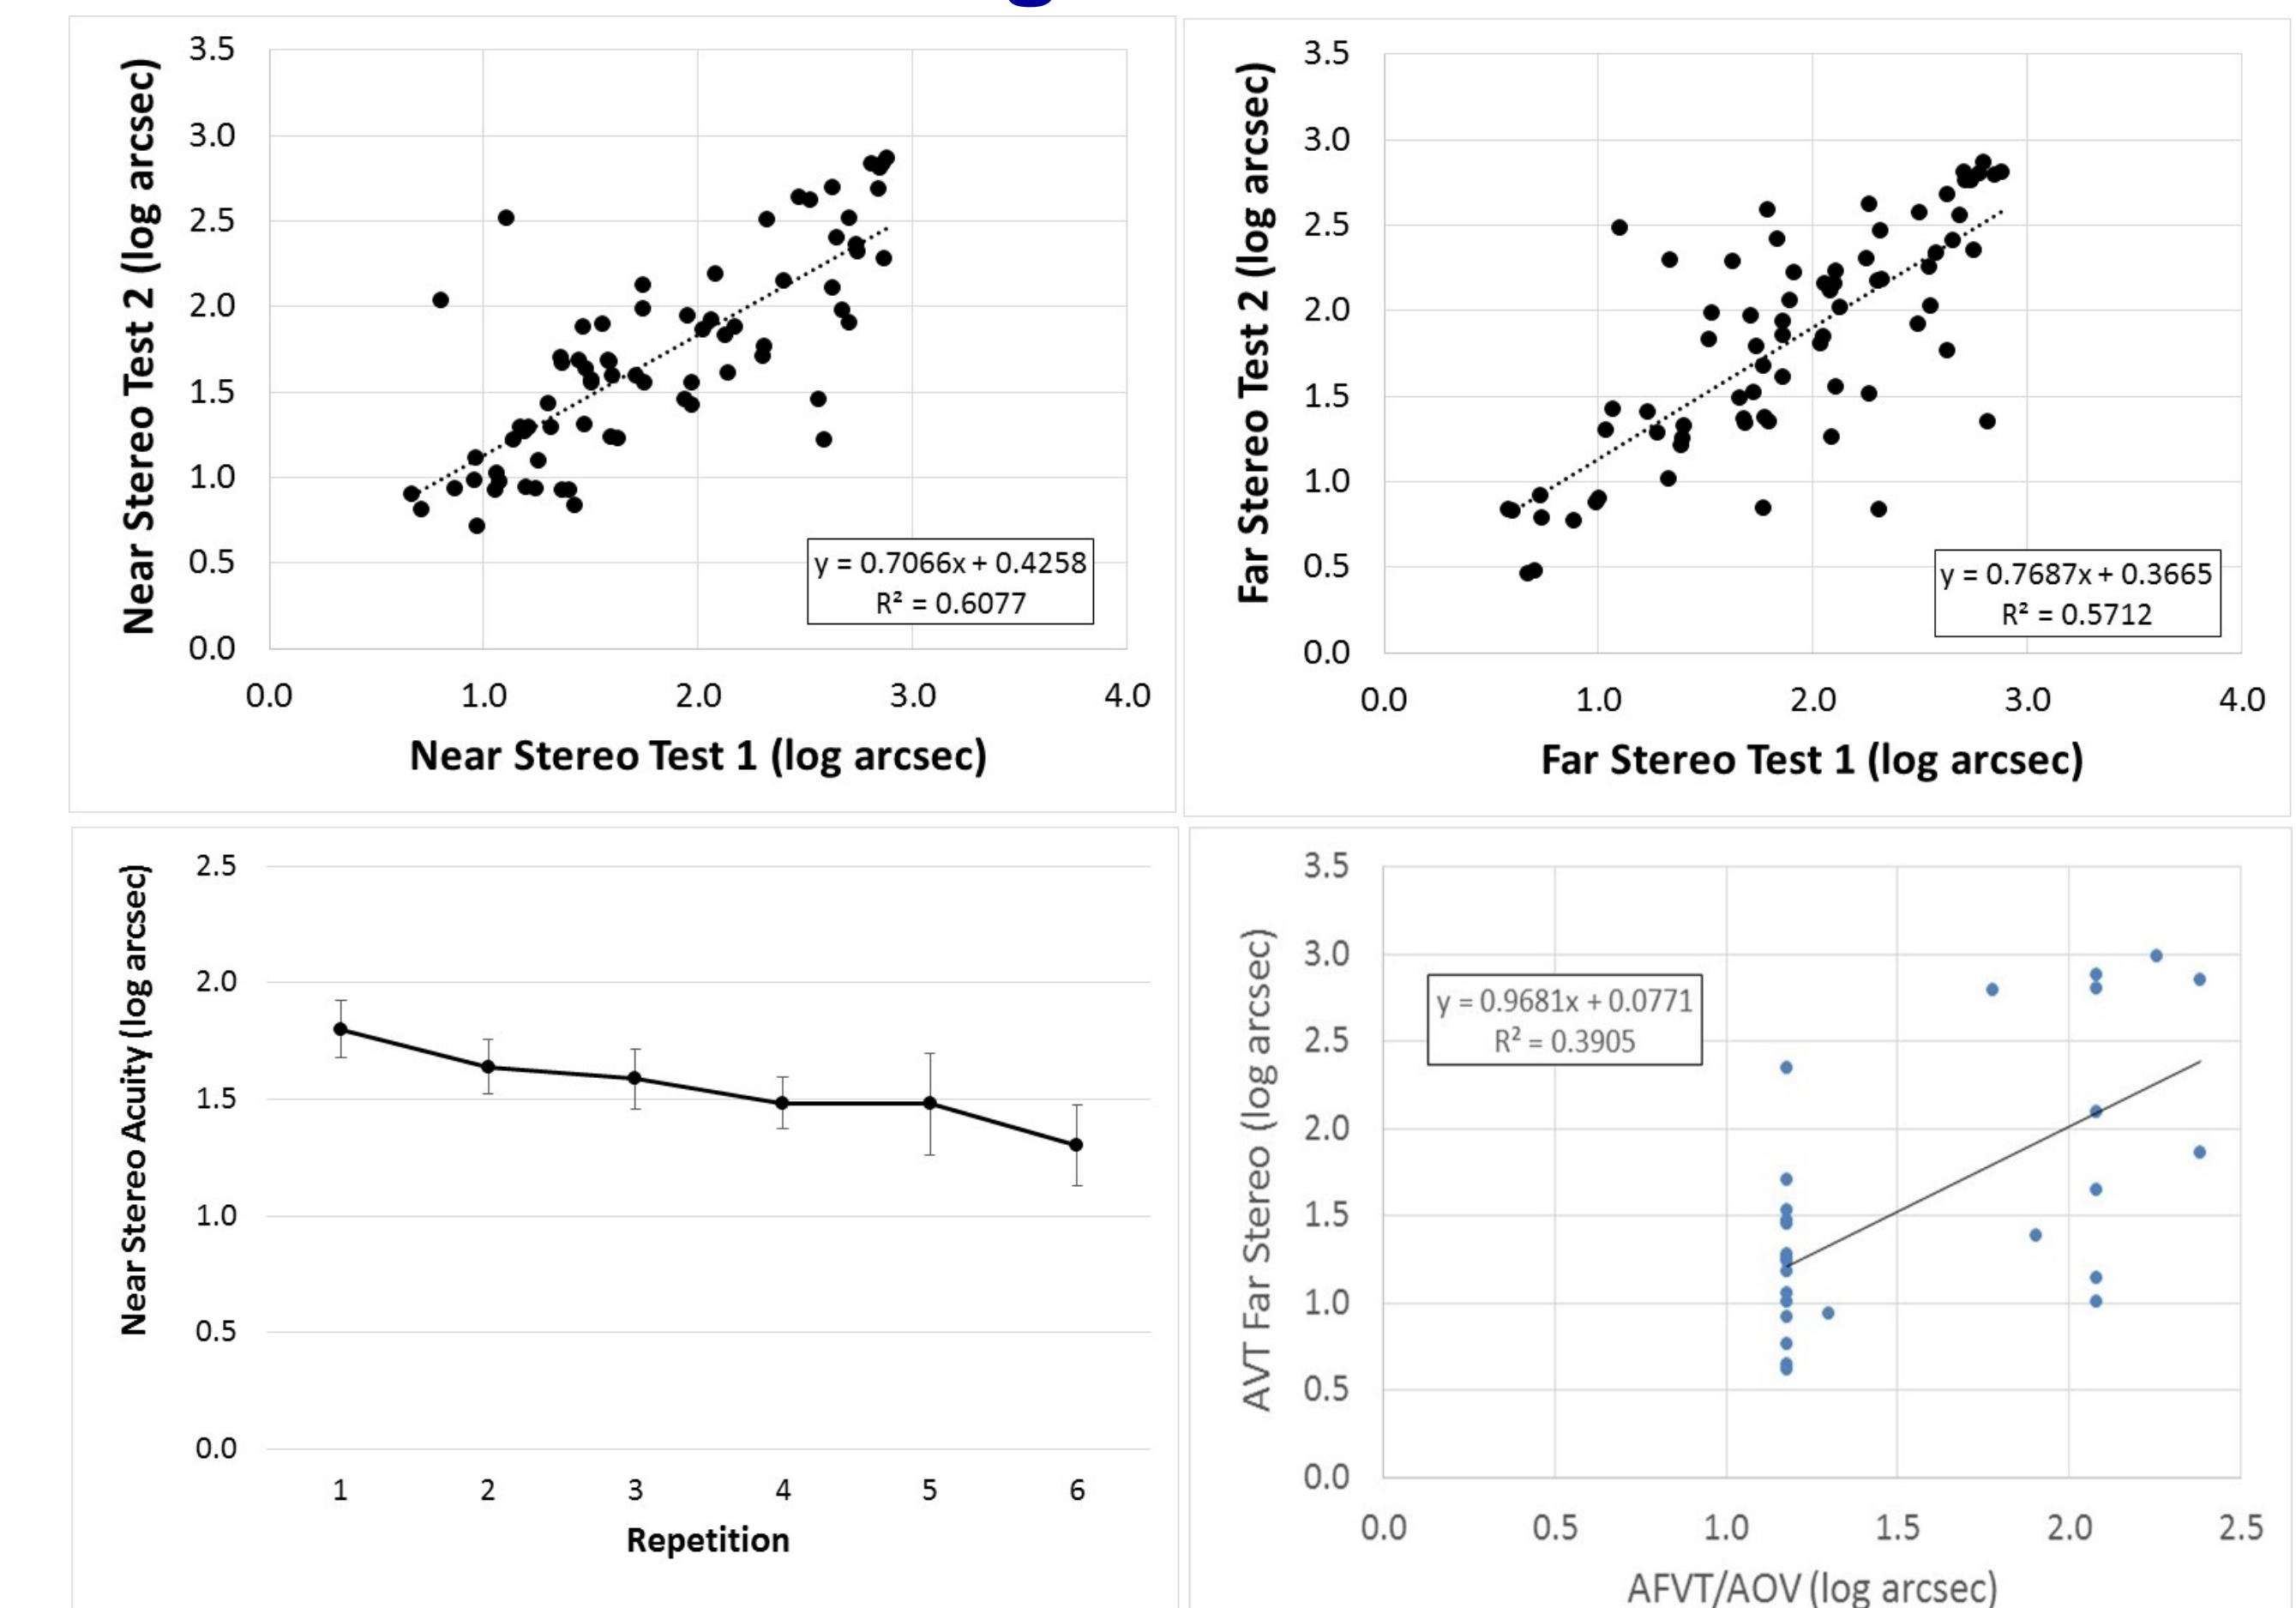 3.5
3.0
2.5
2.0
1.5
1.0
0.5
0.0
Near Stereo Test 2 (log arcsec)
y = 0.7066x + 0.4258
R² = 0.6077
0.0 1.0 2.0 3.0 4.0
Near Stereo Test 1 (log arcsec)
3.5
3.0
2.5
2.0
1.5
1.0
0.5
0.0
Far Stereo Test 2 (log arcsec)
y = 0.7687x + 0.3665
R² = 0.5712
0.0 1.0 2.0 3.0 4.0
Far Stereo Test 1 (log arcsec)
2.5
2.0
1.5
1.0
0.5
0.0
Near Stereo Acuity (log arcsec)
1 2 3 4 5 6
Repetition
3.5
3.0
2.5
2.0
1.5
1.0
0.5
0.0
AVT Far Stereo (log arcsec)
y = 0.9681x + 0.0771
R² = 0.3905
0.0 0.5 1.0 1.5 2.0 2.5
AFVT/AOV (log arcsec)